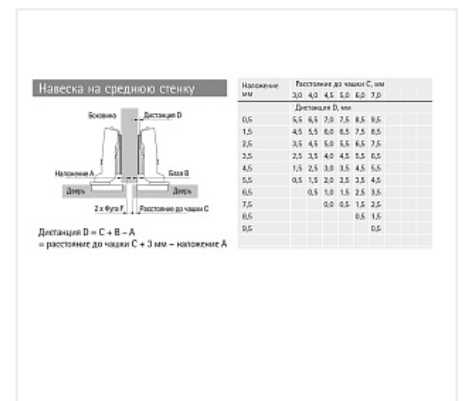 Навеска на среднюю стенку
Боковина
Дистанция D
Наложение A
База B
Дверь
Дверь
2 x Фуга F
Расстояние до чашки C
Дистанция D = C + B – A
= расстояние до чашки C + 3 мм – наложение A
Наложение мм
Расстояние до чашки C, мм
3,0 4,0 4,5 5,0 6,0 7,0
Дистанция D, мм
0,5 5,5 6,5 7,0 7,5 8,5 9,5
1,5 4,5 5,5 6,0 6,5 7,5 8,5
2,5 3,5 4,5 5,0 5,5 6,5 7,5
3,5 2,5 3,5 4,0 4,5 5,5 6,5
4,5 1,5 2,5 3,0 3,5 4,5 5,5
5,5 0,5 1,5 2,0 2,5 3,5 4,5
6,5 0,5 1,0 1,5 2,5 3,5
7,5 0,0 0,5 1,5 2,5
8,5 0,5 1,5
9,5 0,5